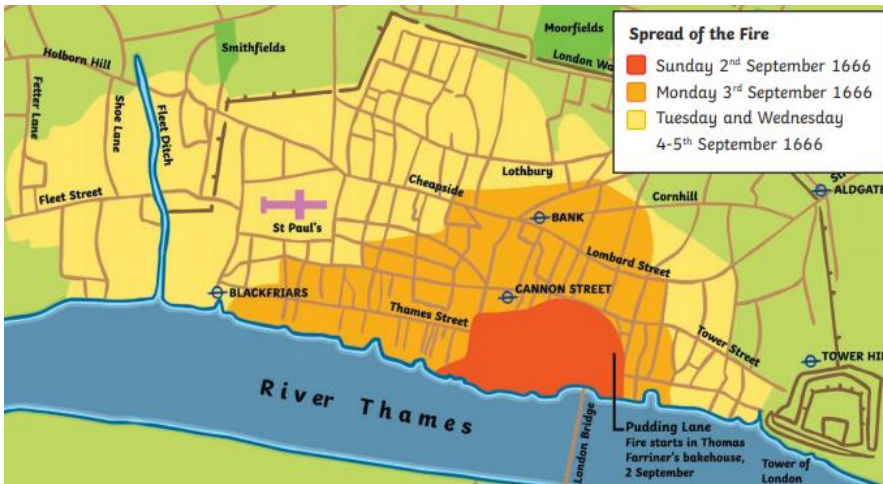 Spread of the Fire
Sunday 2nd September 1666
Monday 3rd September 1666
Tuesday and Wednesday
4-5th September 1666
Moorfields
Smithfields
Holborn Hill
Fetter Lane
Shoe Lane
Fleet Ditch
Fleet Street
St Paul's
Cheapside
Lothbury
Cornhill
BANK
Lombard Street
CANNON STREET
BLACKFRIARS
Thames Street
Tower Street
River Thames
London Bridge
Pudding Lane
Fire starts in Thomas
Farriner's bakehouse,
2 September
Tower of
London
London Wa
St
ALDGATE
TOWER HI